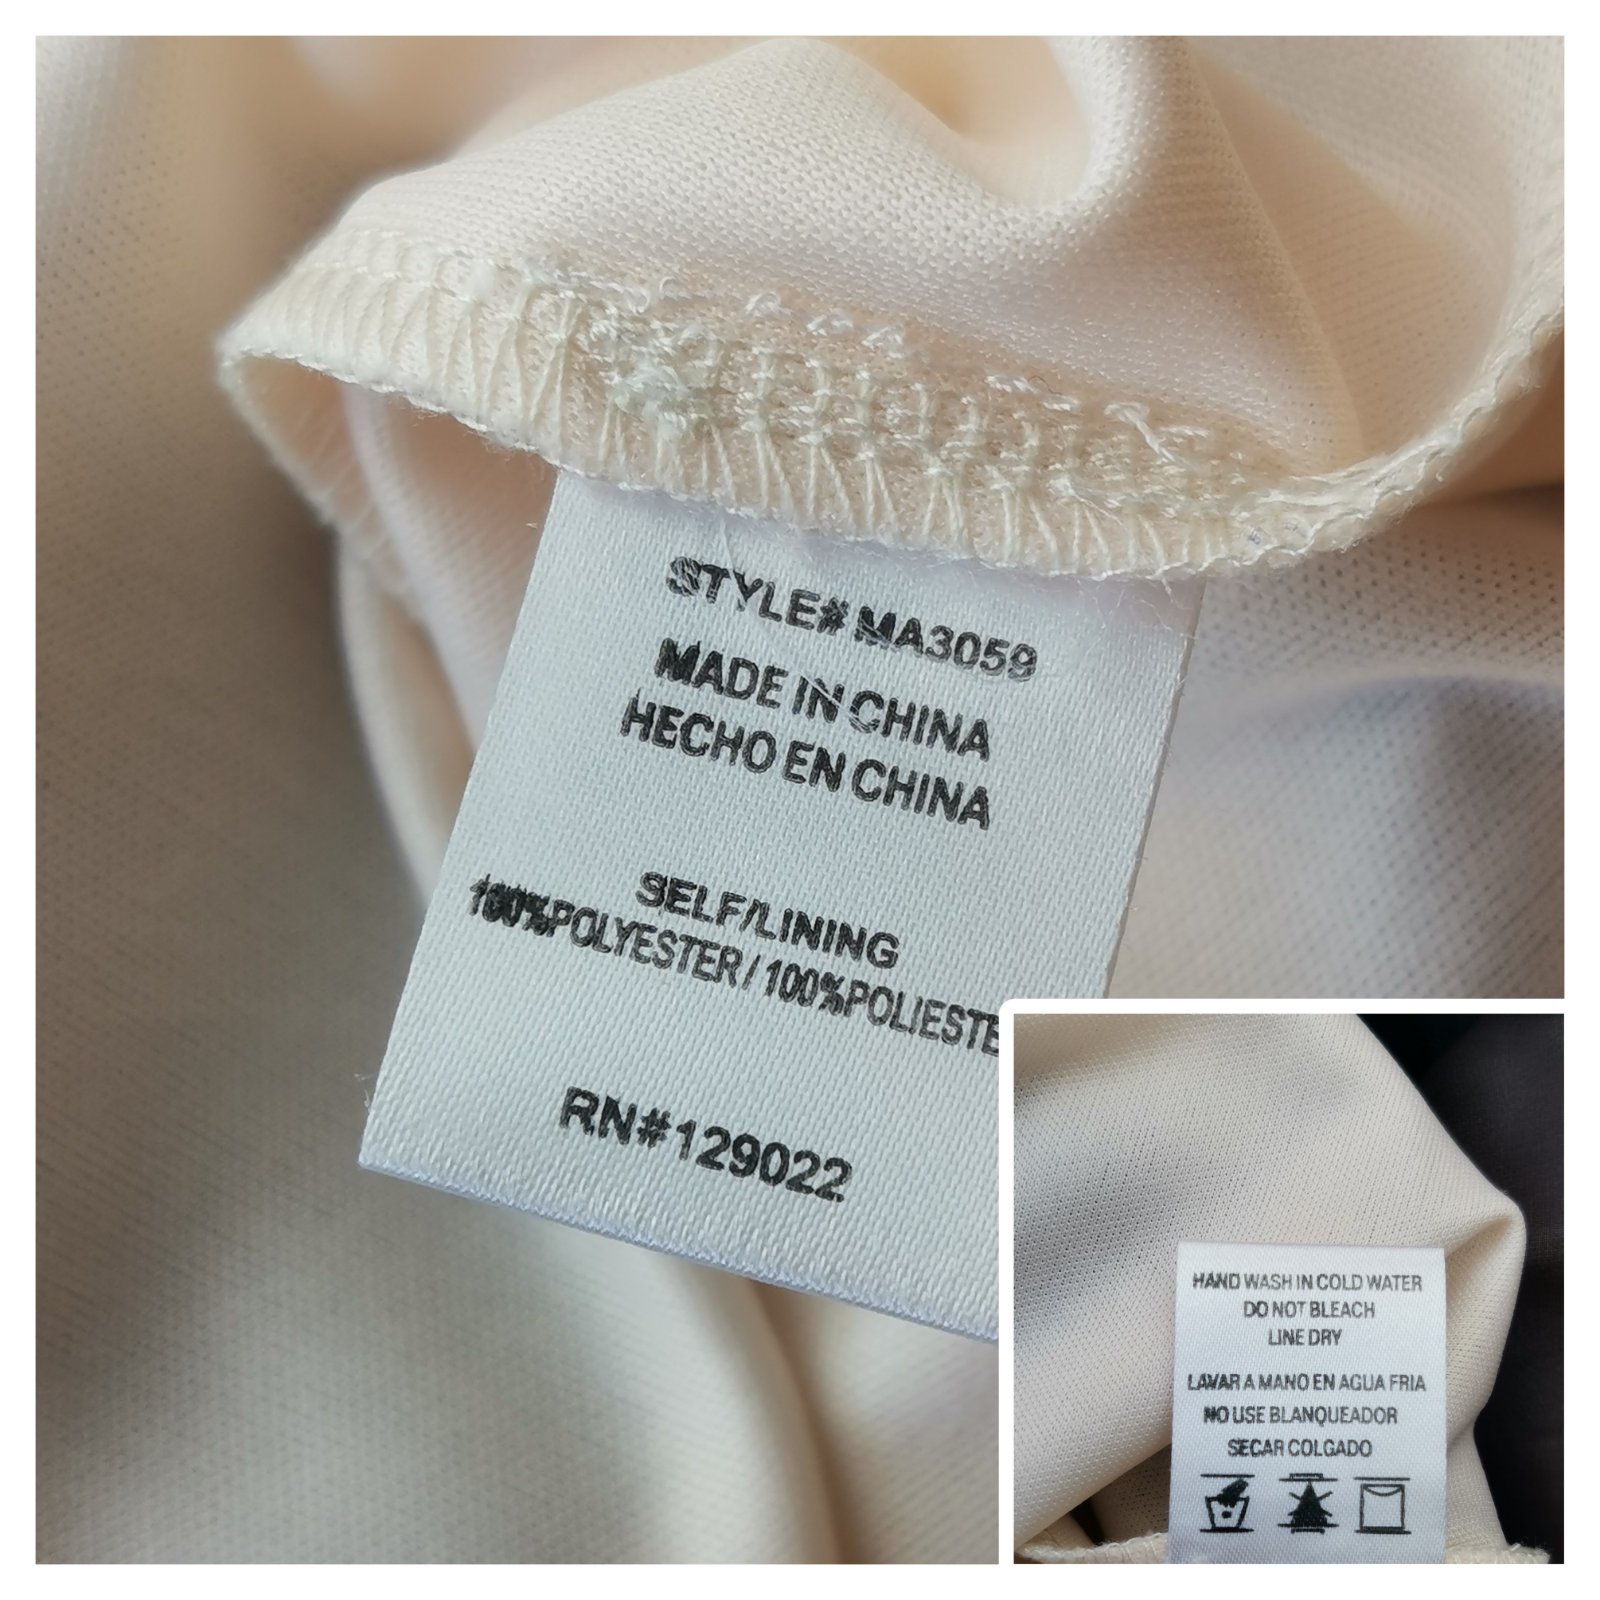 STYLE# MA3059
MADE IN CHINA
HECHO EN CHINA
SELF/LINING
100%POLYESTER / 100%POLIESTE
RN#129022
HAND WASH IN COLD WATER
DO NOT BLEACH
LINE DRY
LAVAR A MANO EN AGUA FRIA
NO USE BLANQUEADOR
SECAR COLGADO